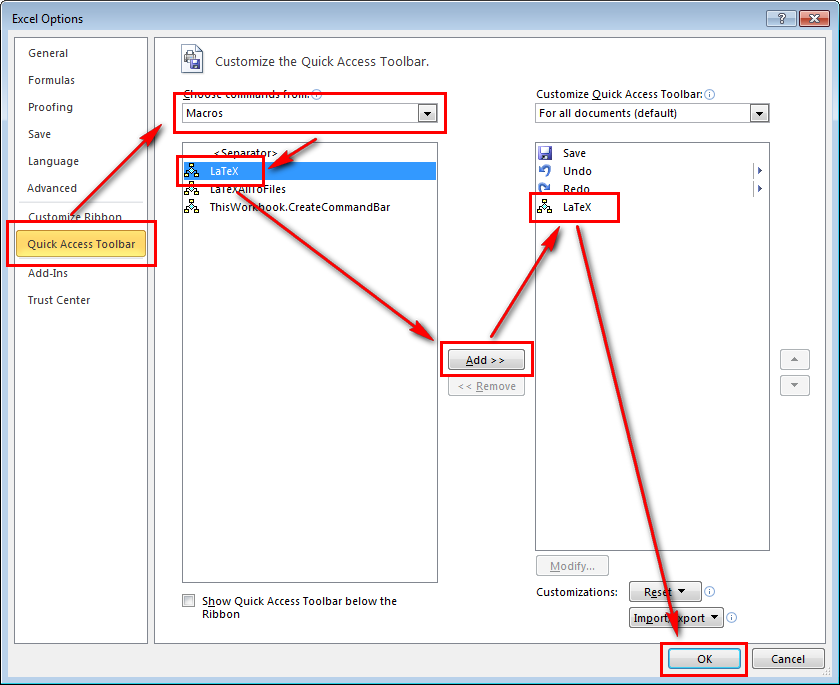 Excel Options
General
Formulas
Proofing
Save
Language
Advanced
Customize Ribbon
Quick Access Toolbar
Add-Ins
Trust Center
Customize the Quick Access Toolbar.
Choose commands from:
Macros
<Separator>
LaTeX
LaTeXAllToFiles
ThisWorkbook.CreateCommandBar
Show Quick Access Toolbar below the
Ribbon
Add >>
<< Remove
Customize Quick Access Toolbar:
For all documents (default)
Save
Undo
Redo
LaTeX
Modify...
Customizations:
Reset
Import/Export
OK
Cancel